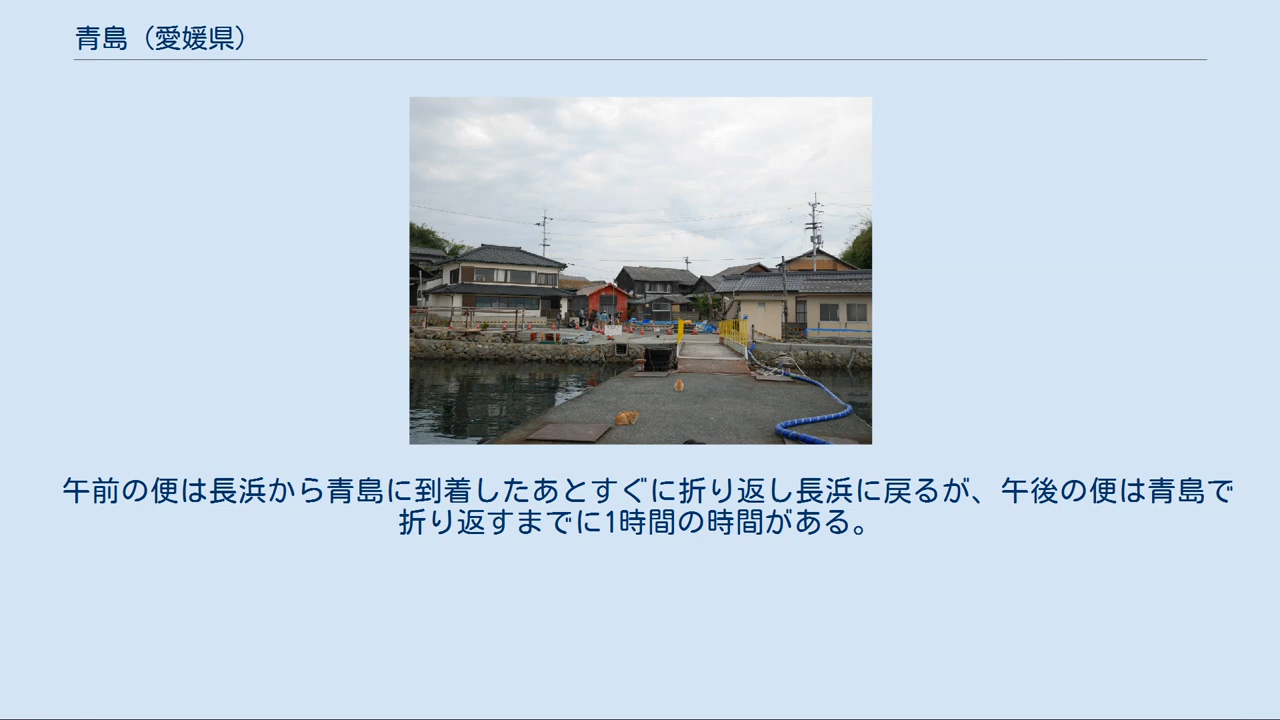 青島（愛媛県）
午前の便は長浜から青島に到着したあとすぐに折り返し長浜に戻るが、午後の便は青島で
折り返すまでに1時間の時間がある。